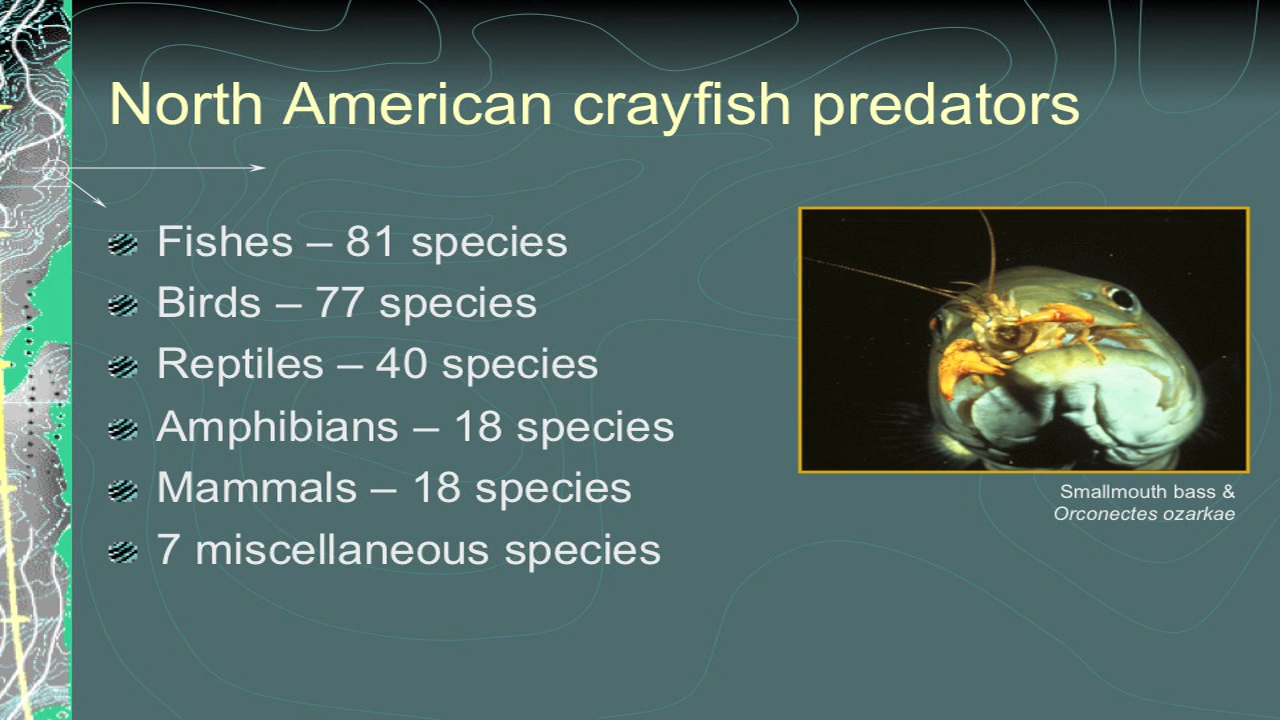 North American crayfish predators
Fishes – 81 species
Birds – 77 species
Reptiles – 40 species
Amphibians – 18 species
Mammals – 18 species
7 miscellaneous species
Smallmouth bass &
Orconectes ozarkae